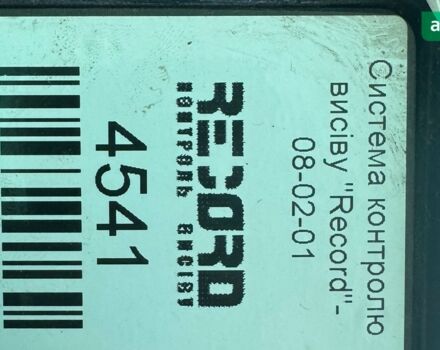 Система контролю
висіву "Record"-
08-02-01
RECORD
КОНТРОЛЬ ВИСІВУ
4541